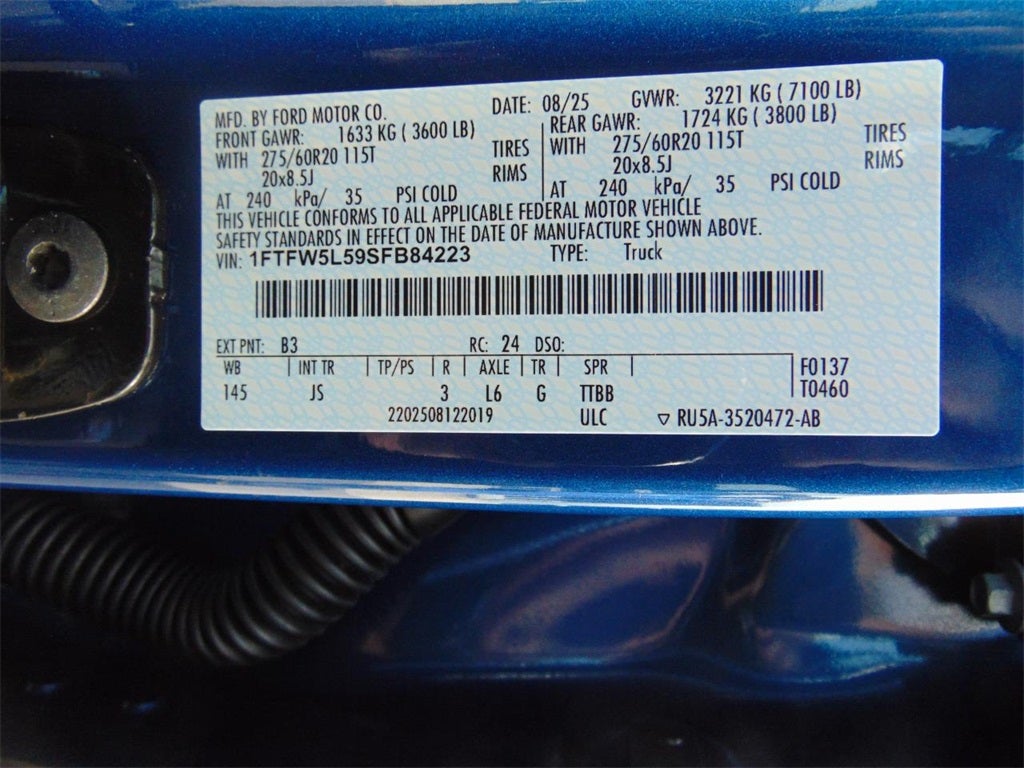 MFD. BY FORD MOTOR CO. DATE: 08/25 GVWR: 3221 KG ( 7100 LB)
FRONT GAWR: 1633 KG ( 3600 LB) REAR GAWR: 1724 KG ( 3800 LB)
WITH 275/60R20 115T TIRES WITH 275/60R20 115T TIRES
20x8.5J RIMS 20x8.5J RIMS
AT 240 kPa/ 35 PSI COLD AT 240 kPa/ 35 PSI COLD
THIS VEHICLE CONFORMS TO ALL APPLICABLE FEDERAL MOTOR VEHICLE
SAFETY STANDARDS IN EFFECT ON THE DATE OF MANUFACTURE SHOWN ABOVE.
VIN: 1FTFW5L59SFB84223 TYPE: Truck
EXT PNT: B3 RC: 24 DSO:
WB INT TR TP/PS R AXLE TR SPR F0137
145 JS 3 L6 G TTBB T0460
2202508122019 ULC ▽ RU5A-3520472-AB